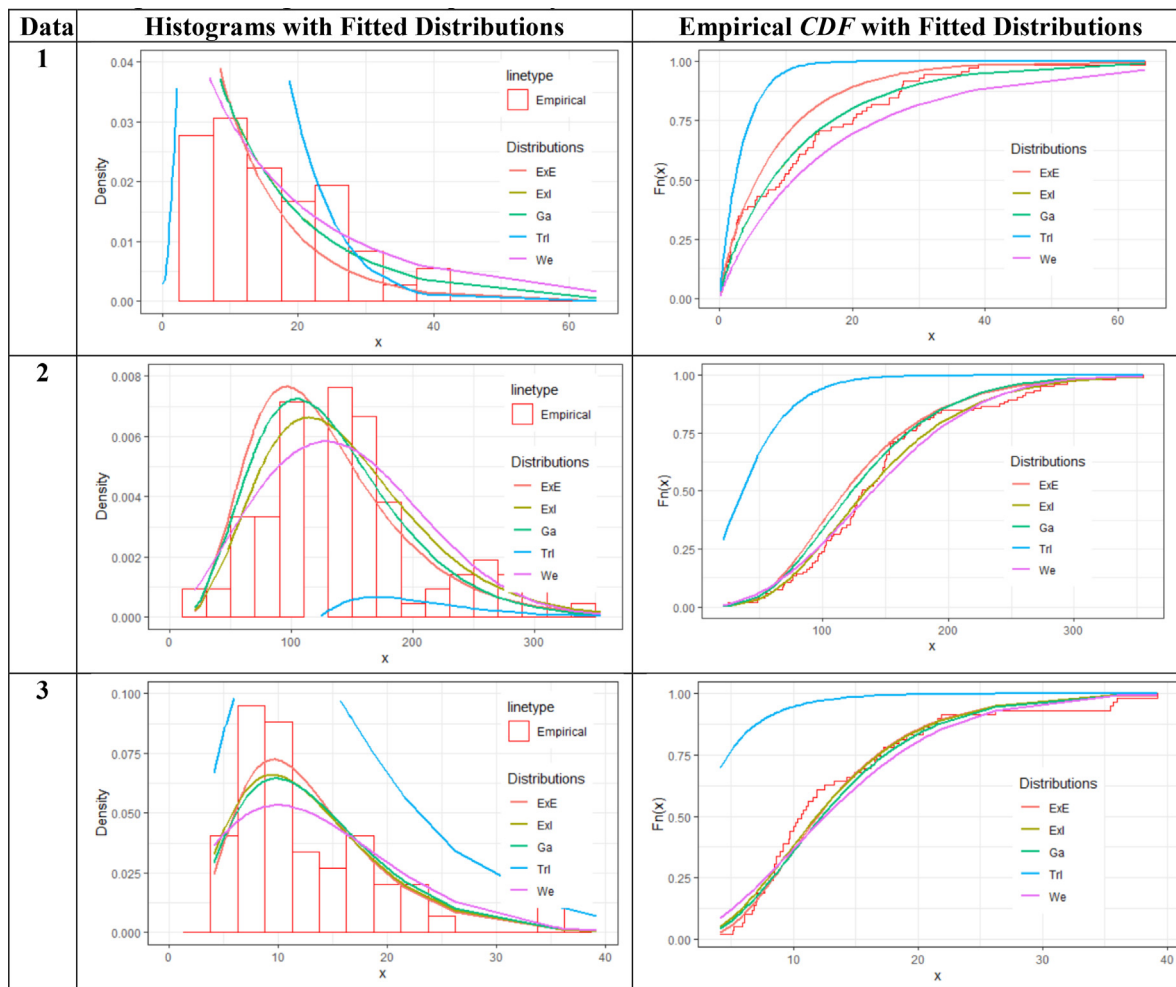 Data Histograms with Fitted Distributions Empirical CDF with Fitted Distributions
1
Density
0.04
0.03
0.02
0.01
0.00
0 20 40 60
x
linetype
Empirical
Distributions
ExE
ExI
Ga
TrI
We
Fn(x)
1.00
0.75
0.50
0.25
0.00
0 20 40 60
x
Distributions
ExE
ExI
Ga
TrI
We
2
Density
0.008
0.006
0.004
0.002
0.000
0 100 200 300
x
linetype
Empirical
Distributions
ExE
ExI
Ga
TrI
We
Fn(x)
1.00
0.75
0.50
0.25
0.00
100 200 300
x
Distributions
ExE
ExI
Ga
TrI
We
3
Density
0.100
0.075
0.050
0.025
0.000
0 10 20 30 40
x
linetype
Empirical
Distributions
ExE
ExI
Ga
TrI
We
Fn(x)
1.00
0.75
0.50
0.25
0.00
10 20 30 40
x
Distributions
ExE
ExI
Ga
TrI
We